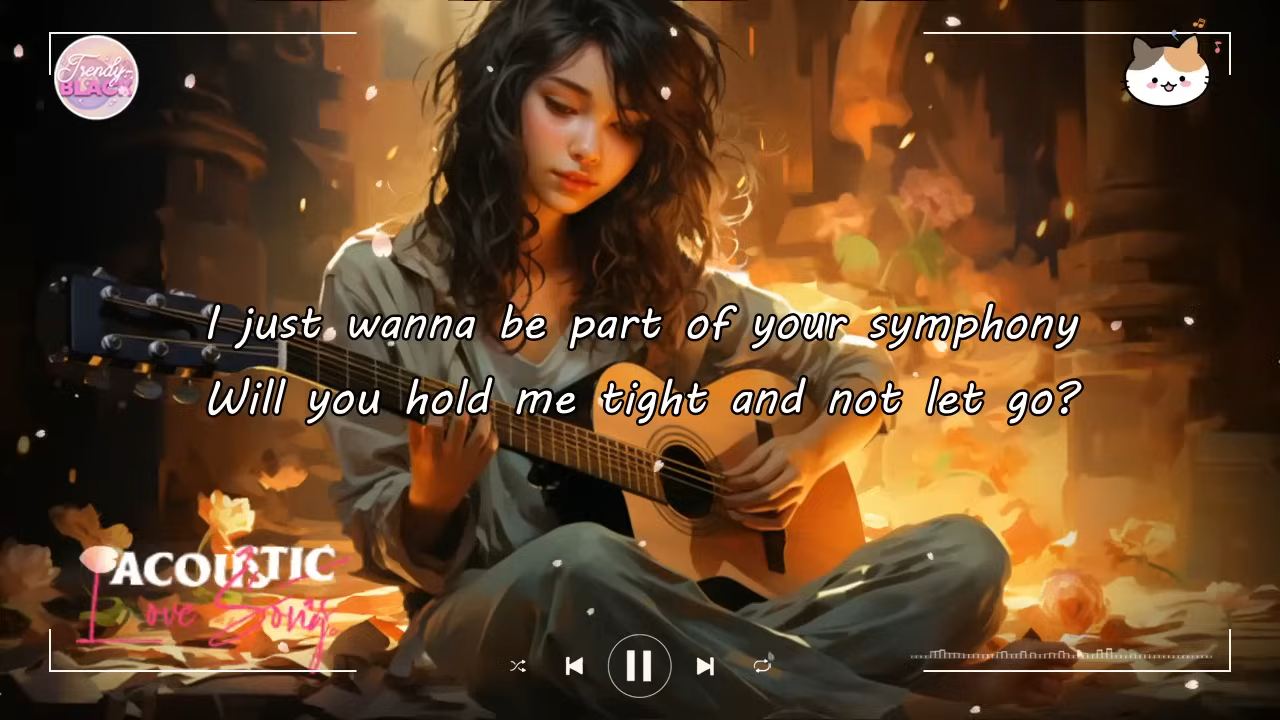 Trendy
BLACK
I just wanna be part of your symphony
Will you hold me tight and not let go?
ACOUSTIC
Love Song